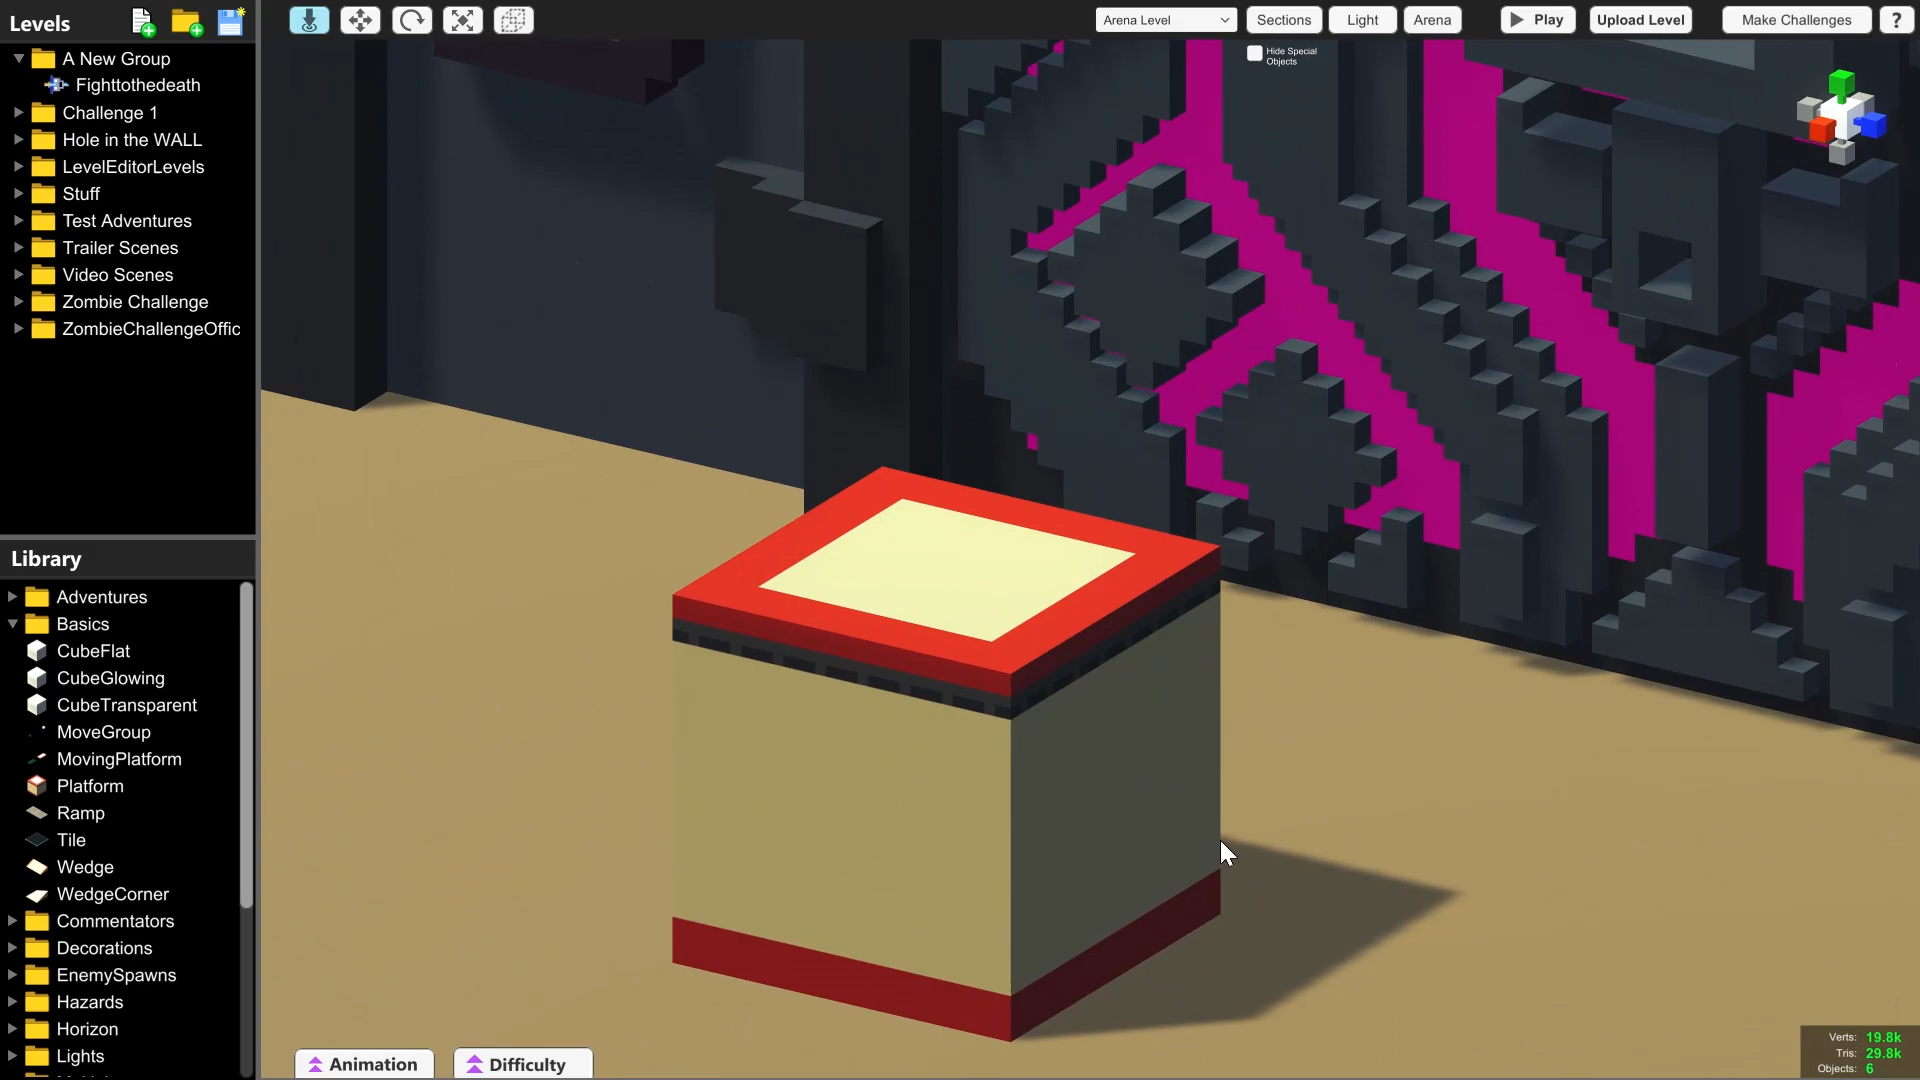 Levels
Arena Level
Sections
Light
Arena
Play
Upload Level
Make Challenges
?
Hide Special
Objects
A New Group
Fighttothedeath
Challenge 1
Hole in the WALL
LevelEditorLevels
Stuff
Test Adventures
Trailer Scenes
Video Scenes
Zombie Challenge
ZombieChallengeOffic
Library
Adventures
Basics
CubeFlat
CubeGlowing
CubeTransparent
MoveGroup
MovingPlatform
Platform
Ramp
Tile
Wedge
WedgeCorner
Commentators
Decorations
EnemySpawns
Hazards
Horizon
Lights
Animation
Difficulty
Verts: 19.8k
Tris: 29.8k
Objects: 6